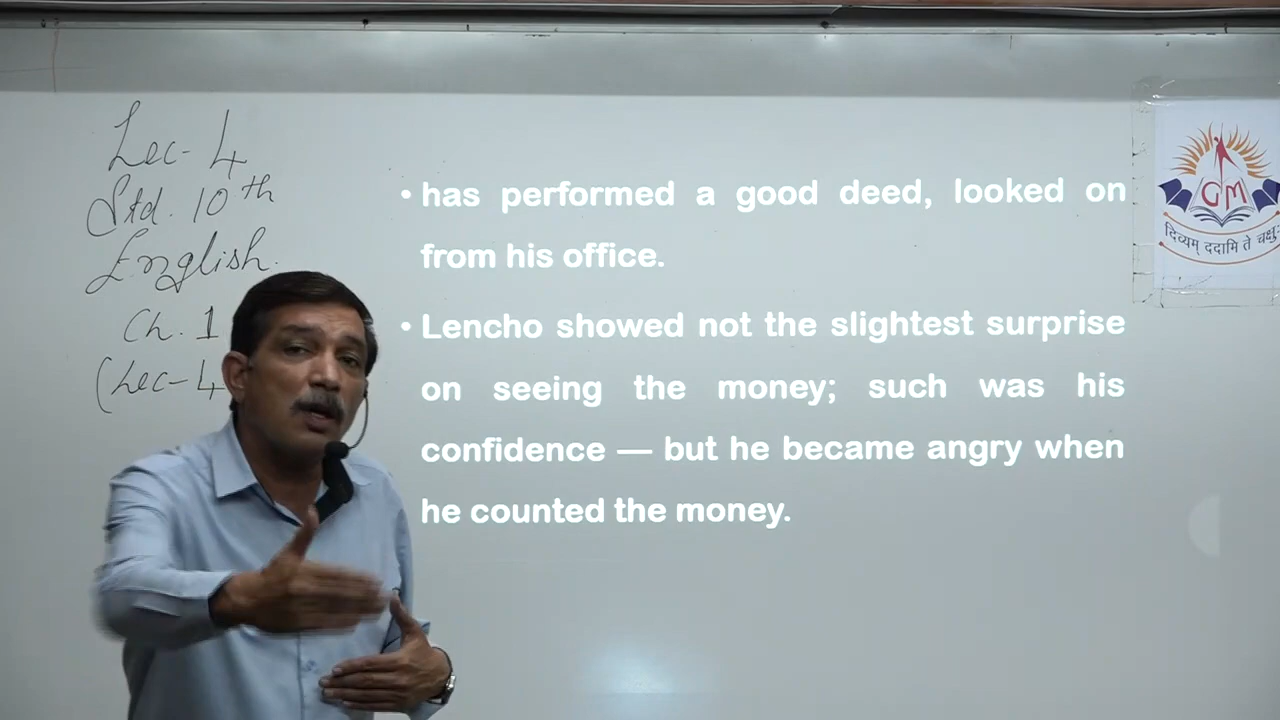 Lec- 4
Std. 10th
English
Ch. 1
(Lec-4
• has performed a good deed, looked on
from his office.
• Lencho showed not the slightest surprise
on seeing the money; such was his
confidence — but he became angry when
he counted the money.
GM
दिव्यम् ददामि ते चक्षुः